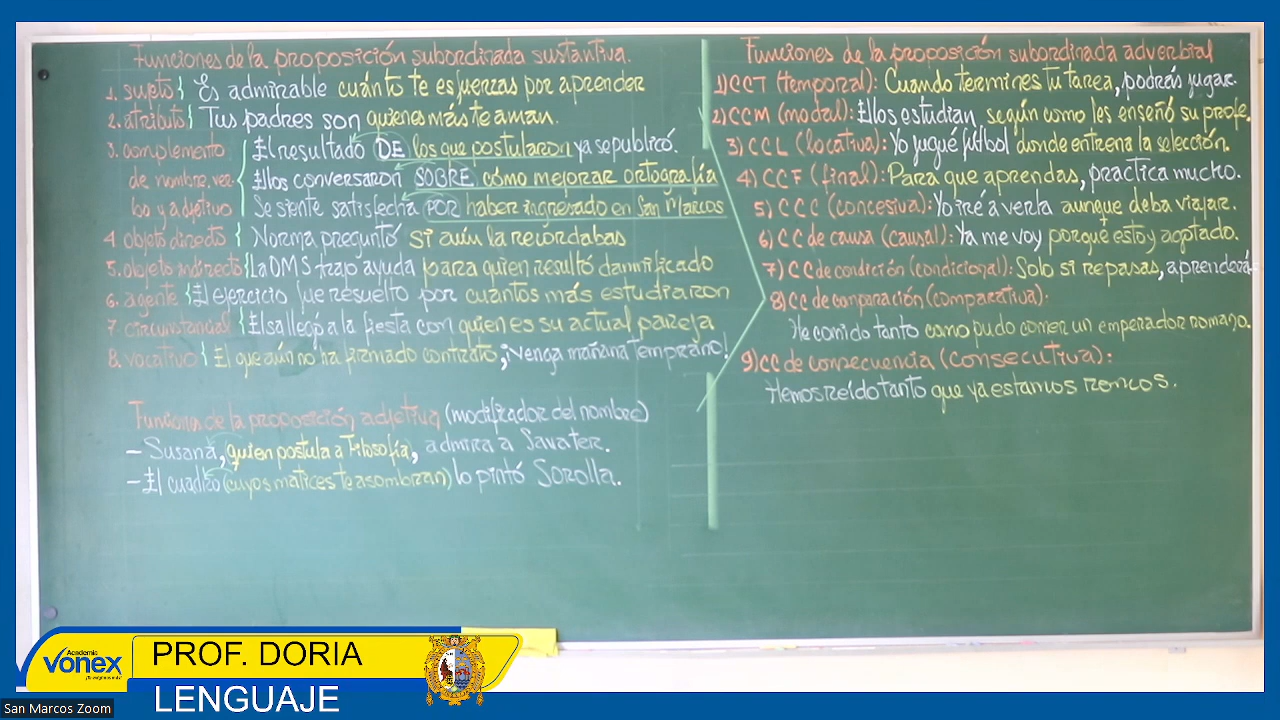 Funciones de la proposición subordinada sustantiva.
1. sujeto { Es admirable cuánto te esfuerzas por aprender
2. atributo { Tus padres son quienes más te aman.
3. complemento { El resultado DE los que postularon ya se publicó.
de nombre, ver- Ellos conversaron SOBRE cómo mejorar ortografía
bo y adjetivo Se siente satisfecha POR haber ingresado en San Marcos
4. objeto directo { Norma preguntó si aún la recordabas
5. objeto indirecto { La OMS trajo ayuda para quien resultó damnificado
6. agente { El ejercicio fue resuelto por cuantos más estudiaron
7. circunstancial { Elsa llegó a la fiesta con quien es su actual pareja
8. vocativo { El que aún no ha firmado contrato, ¡venga mañana temprano!
Funciones de la proposición adjetiva (modificador del nombre)
- Susana, quien postula a Filosofía, admira a Savater.
- El cuadro (cuyos matices te asombran) lo pintó Sorolla.
Funciones de la proposición subordinada adverbial
1) CCT (temporal): Cuando termines tu tarea, podrás jugar.
2) CCM (modal): Ellos estudian según como les enseñó su profe.
3) CCL (locativa): Yo jugué fútbol donde entrena la selección.
4) CCF (final): Para que aprendas, practica mucho.
5) CCC (concesiva): Yo iré a verla aunque deba viajar.
6) CC de causa (causal): Ya me voy porque estoy agotado.
7) CC de condición (condicional): Solo si repasas, aprenderás
8) CC de comparación (comparativa):
He comido tanto como pudo comer un emperador romano.
9) CC de consecuencia (consecutiva):
Hemos reído tanto que ya estamos roncos.
Academia
vonex
PROF. DORIA
LENGUAJE
San Marcos Zoom